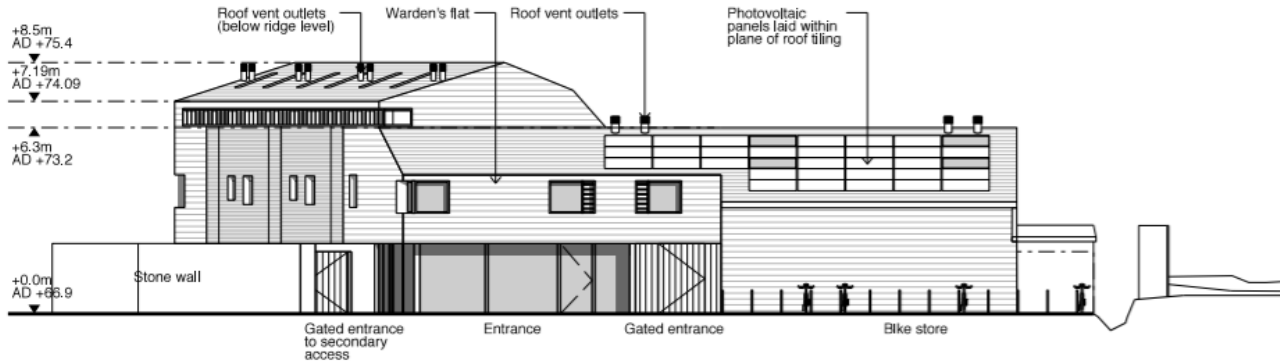 Roof vent outlets
(below ridge level)
Warden's flat
Roof vent outlets
Photovoltaic
panels laid within
plane of roof tiling
+8.5m
AD +75.4
+7.19m
AD +74.09
+6.3m
AD +73.2
+0.0m
AD +66.9
Stone wall
Gated entrance
to secondary
access
Entrance
Gated entrance
Bike store